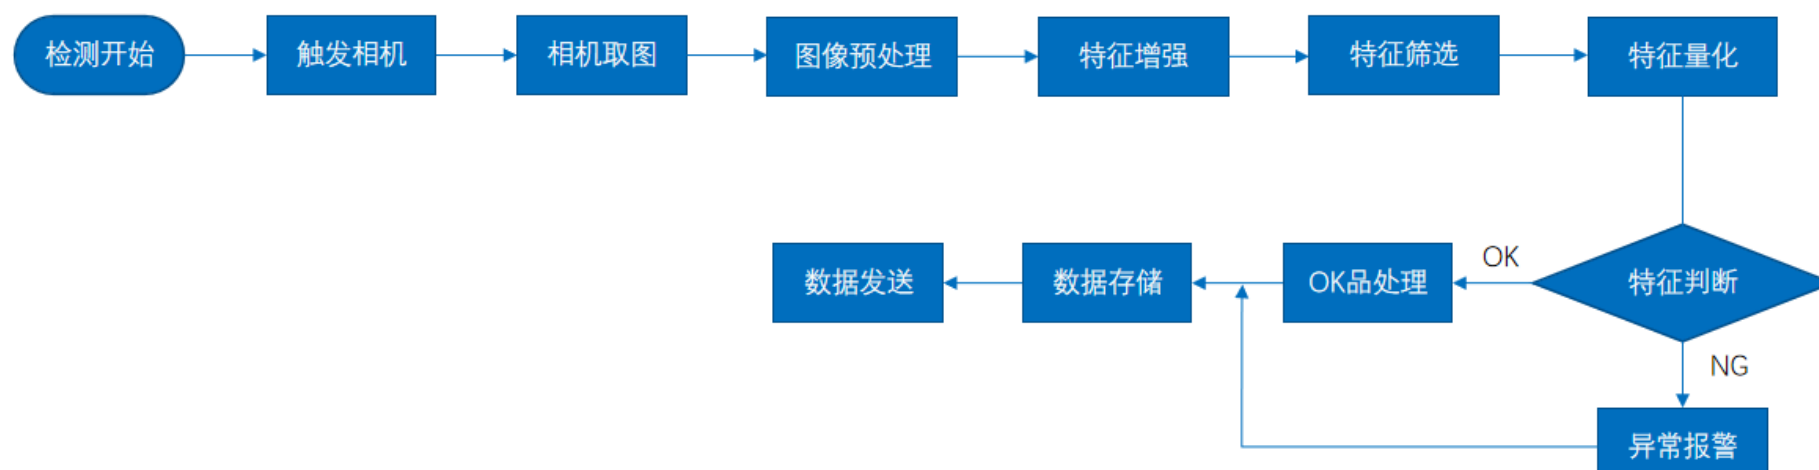 检测开始
触发相机
相机取图
图像预处理
特征增强
特征筛选
特征量化
特征判断
OK
OK品处理
数据存储
数据发送
NG
异常报警